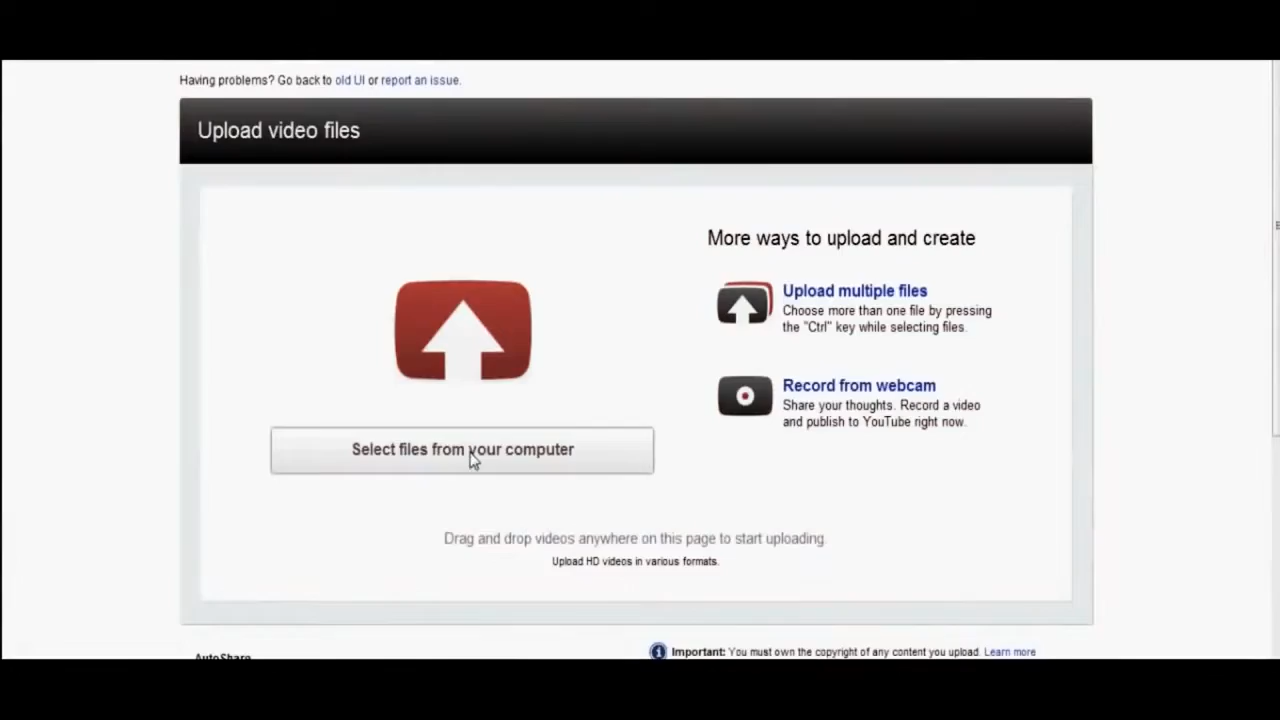 Having problems? Go back to old UI or report an issue.
Upload video files
More ways to upload and create
Upload multiple files
Choose more than one file by pressing
the "Ctrl" key while selecting files.
Record from webcam
Share your thoughts. Record a video
and publish to YouTube right now.
Select files from your computer
Drag and drop videos anywhere on this page to start uploading.
Upload HD videos in various formats.
AutoShare
Important: You must own the copyright of any content you upload. Learn more